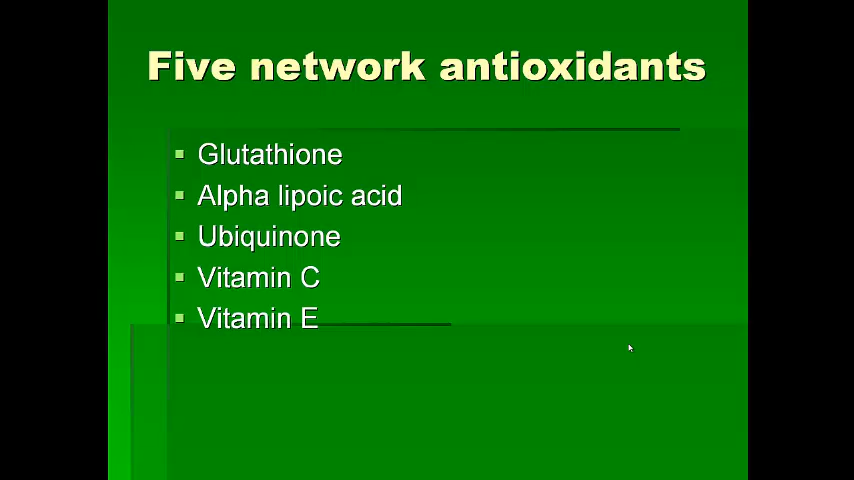 Five network antioxidants
Glutathione
Alpha lipoic acid
Ubiquinone
Vitamin C
Vitamin E